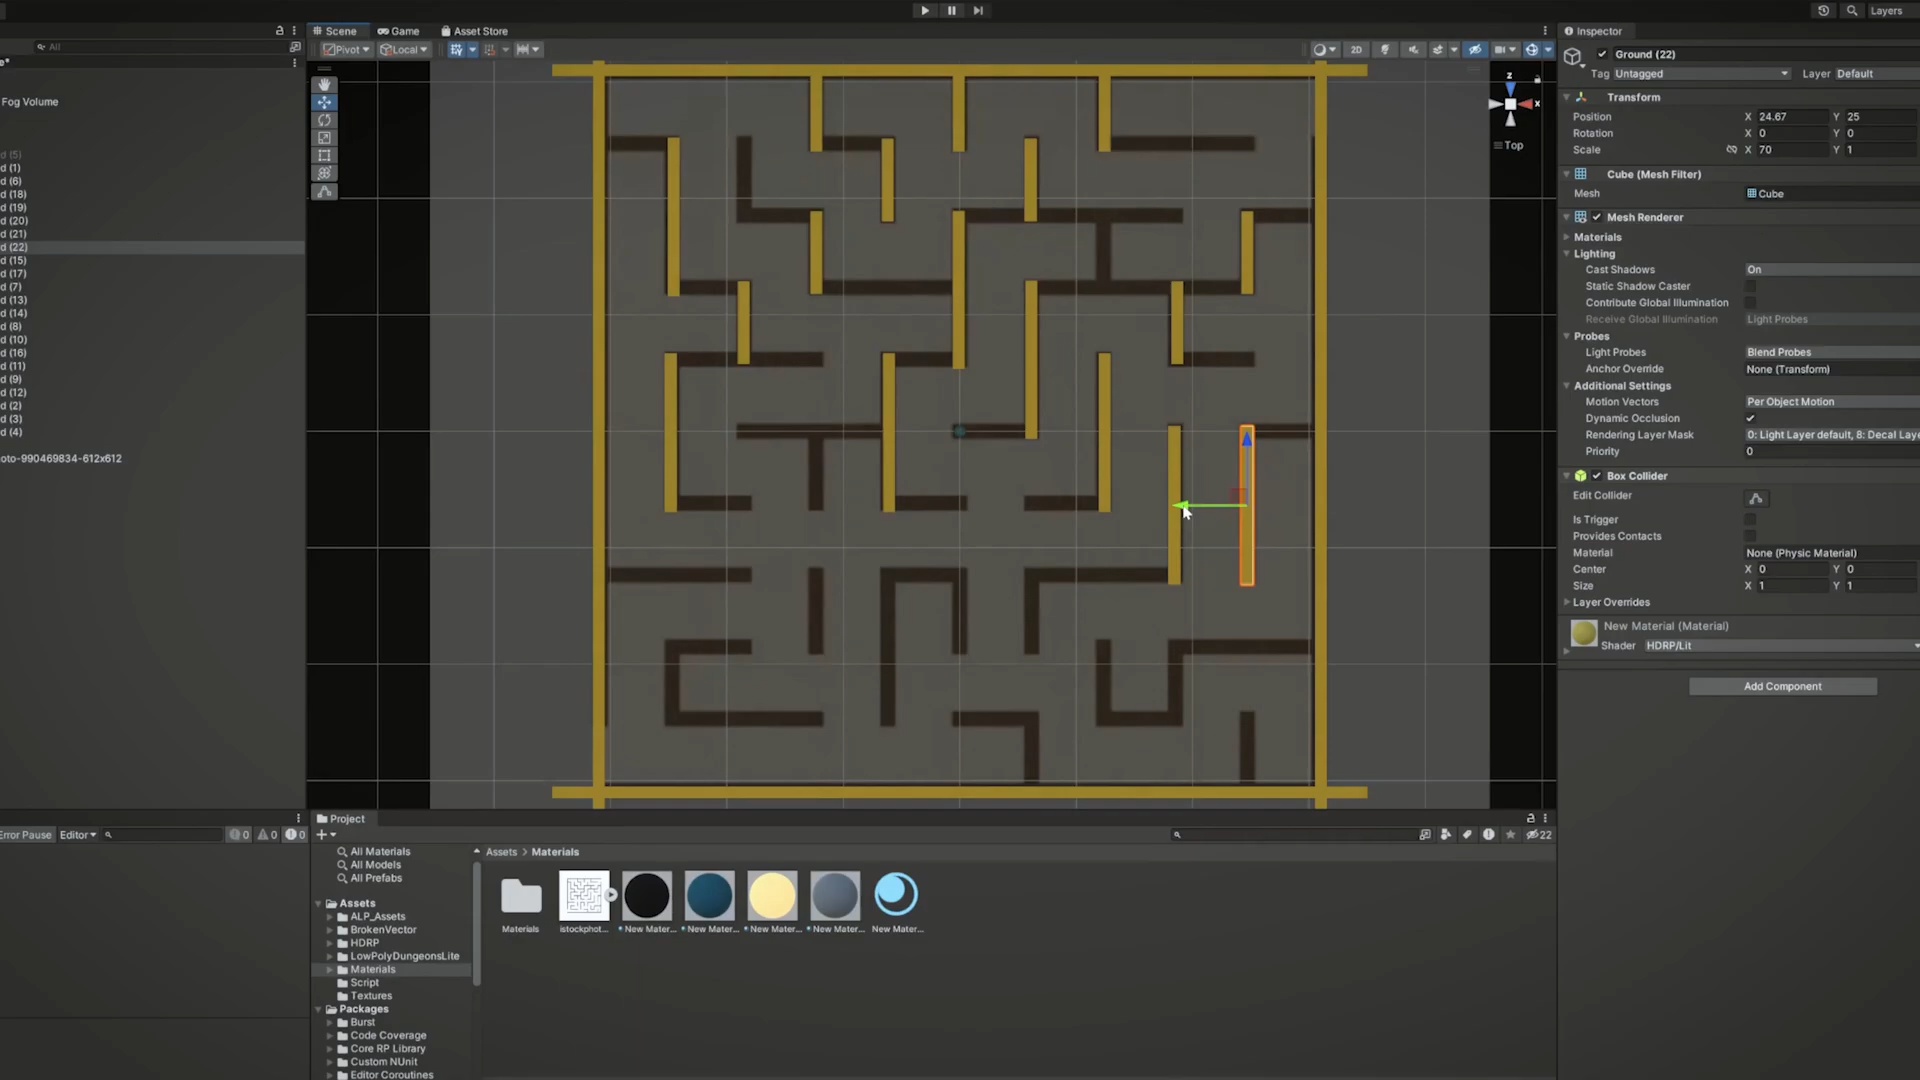 Layers
Scene
Game
Asset Store
Inspector
All
Pivot
Local
2D
Ground (22)
Tag Untagged
Layer Default
Fog Volume
d (5)
d (1)
d (6)
d (18)
d (19)
d (20)
d (21)
d (22)
d (15)
d (17)
d (7)
d (13)
d (14)
d (8)
d (10)
d (16)
d (11)
d (9)
d (12)
d (2)
d (3)
d (4)
oto-990469834-612x612
z
x
Top
Transform
Position X 24.67 Y 25
Rotation X 0 Y 0
Scale X 70 Y 1
Cube (Mesh Filter)
Mesh Cube
Mesh Renderer
Materials
Lighting
Cast Shadows On
Static Shadow Caster
Contribute Global Illumination
Receive Global Illumination Light Probes
Probes
Light Probes Blend Probes
Anchor Override None (Transform)
Additional Settings
Motion Vectors Per Object Motion
Dynamic Occlusion
Rendering Layer Mask 0: Light Layer default, 8: Decal Laye
Priority 0
Box Collider
Edit Collider
Is Trigger
Provides Contacts
Material None (Physic Material)
Center X 0 Y 0
Size X 1 Y 1
Layer Overrides
New Material (Material)
Shader HDRP/Lit
Add Component
Error Pause Editor 0 0 0
Project
22
All Materials
All Models
All Prefabs
Assets
ALP_Assets
BrokenVector
HDRP
LowPolyDungeonsLite
Materials
Script
Textures
Packages
Burst
Code Coverage
Core RP Library
Custom NUnit
Editor Coroutines
Assets > Materials
Materials
istockphot...
New Mater...
New Mater...
New Mater...
New Mater...
New Mater...